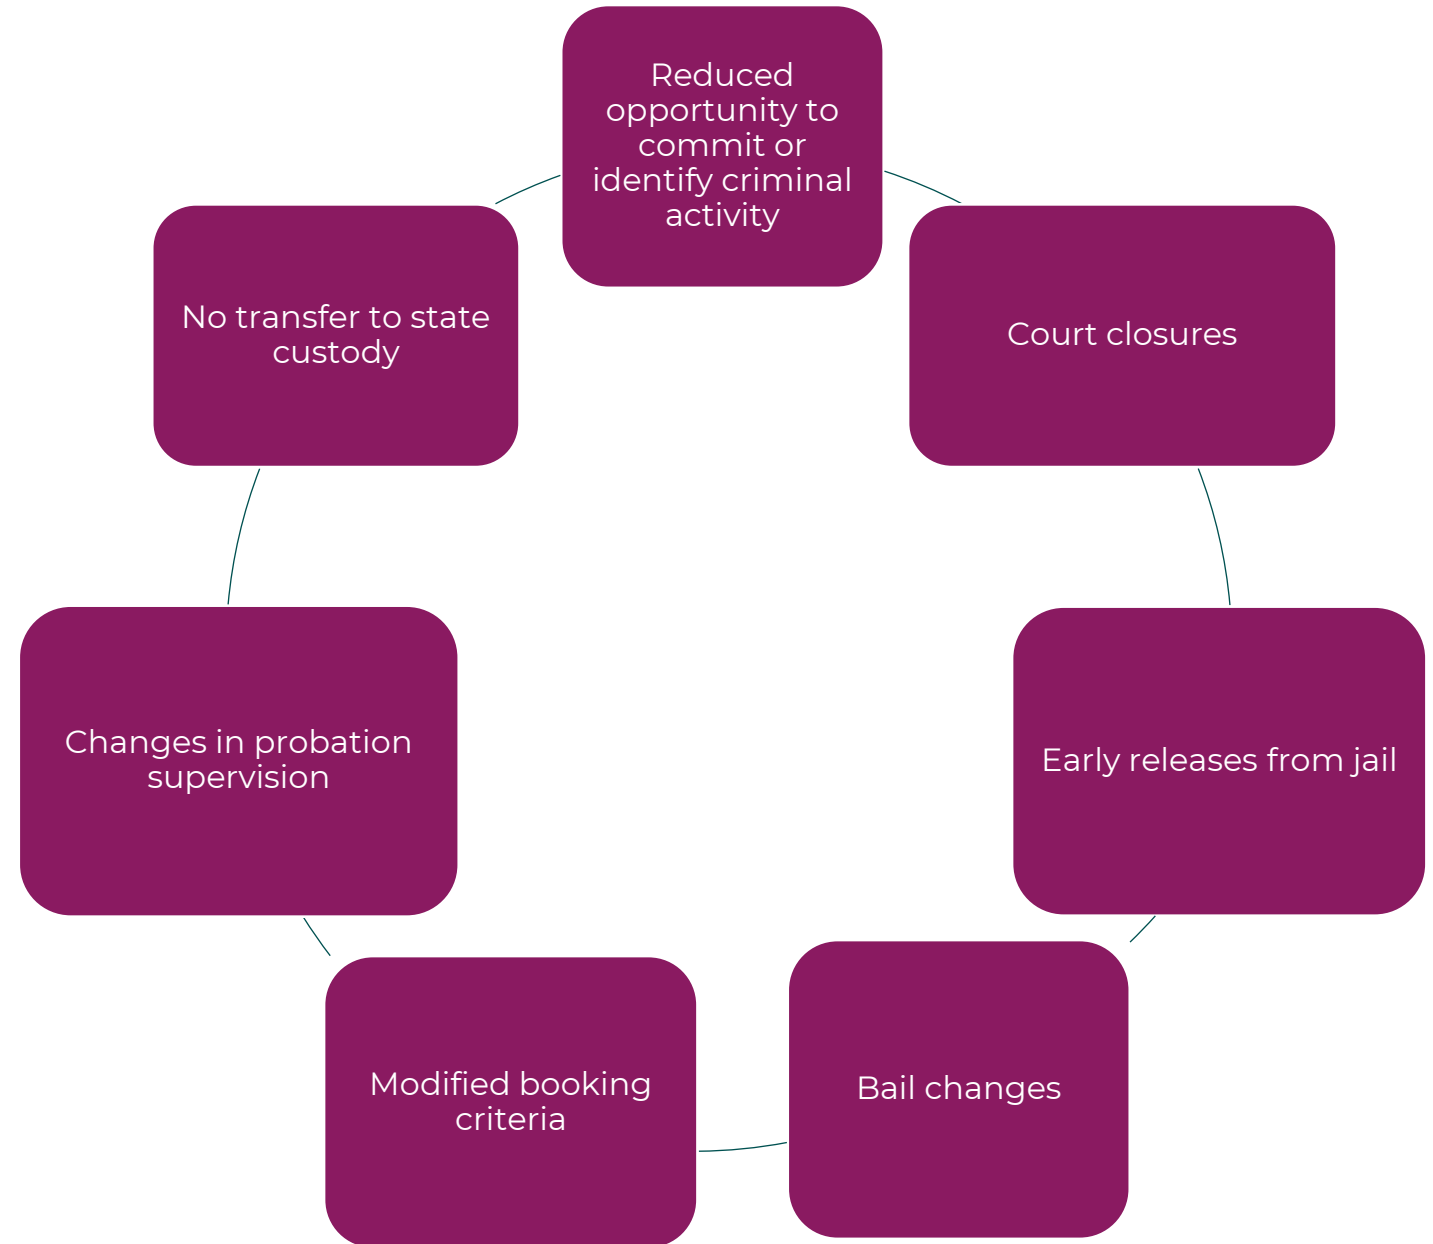 Reduced
opportunity to
commit or
identify criminal
activity
Court closures
Early releases from jail
Bail changes
Modified booking
criteria
Changes in probation
supervision
No transfer to state
custody